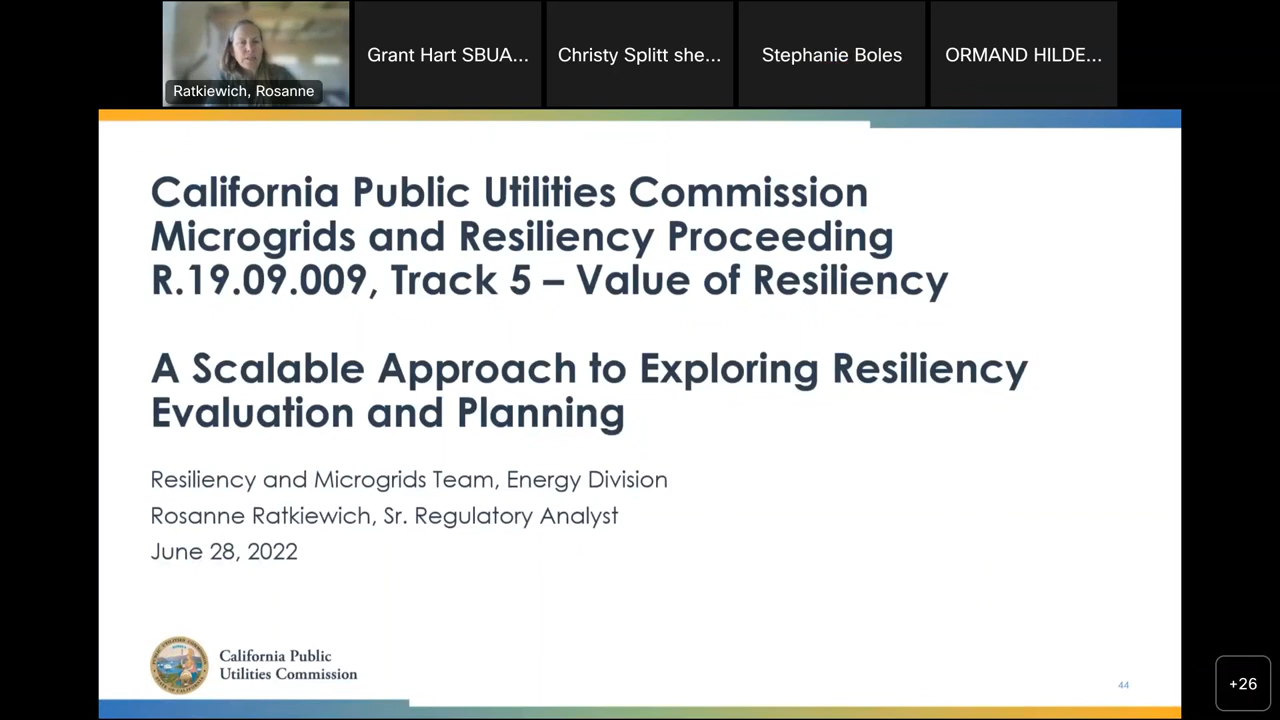 Ratkiewich, Rosanne
Grant Hart SBUA...
Christy Splitt she...
Stephanie Boles
ORMAND HILDE...
California Public Utilities Commission
Microgrids and Resiliency Proceeding
R.19.09.009, Track 5 – Value of Resiliency
A Scalable Approach to Exploring Resiliency
Evaluation and Planning
Resiliency and Microgrids Team, Energy Division
Rosanne Ratkiewich, Sr. Regulatory Analyst
June 28, 2022
California Public
Utilities Commission
44
+26